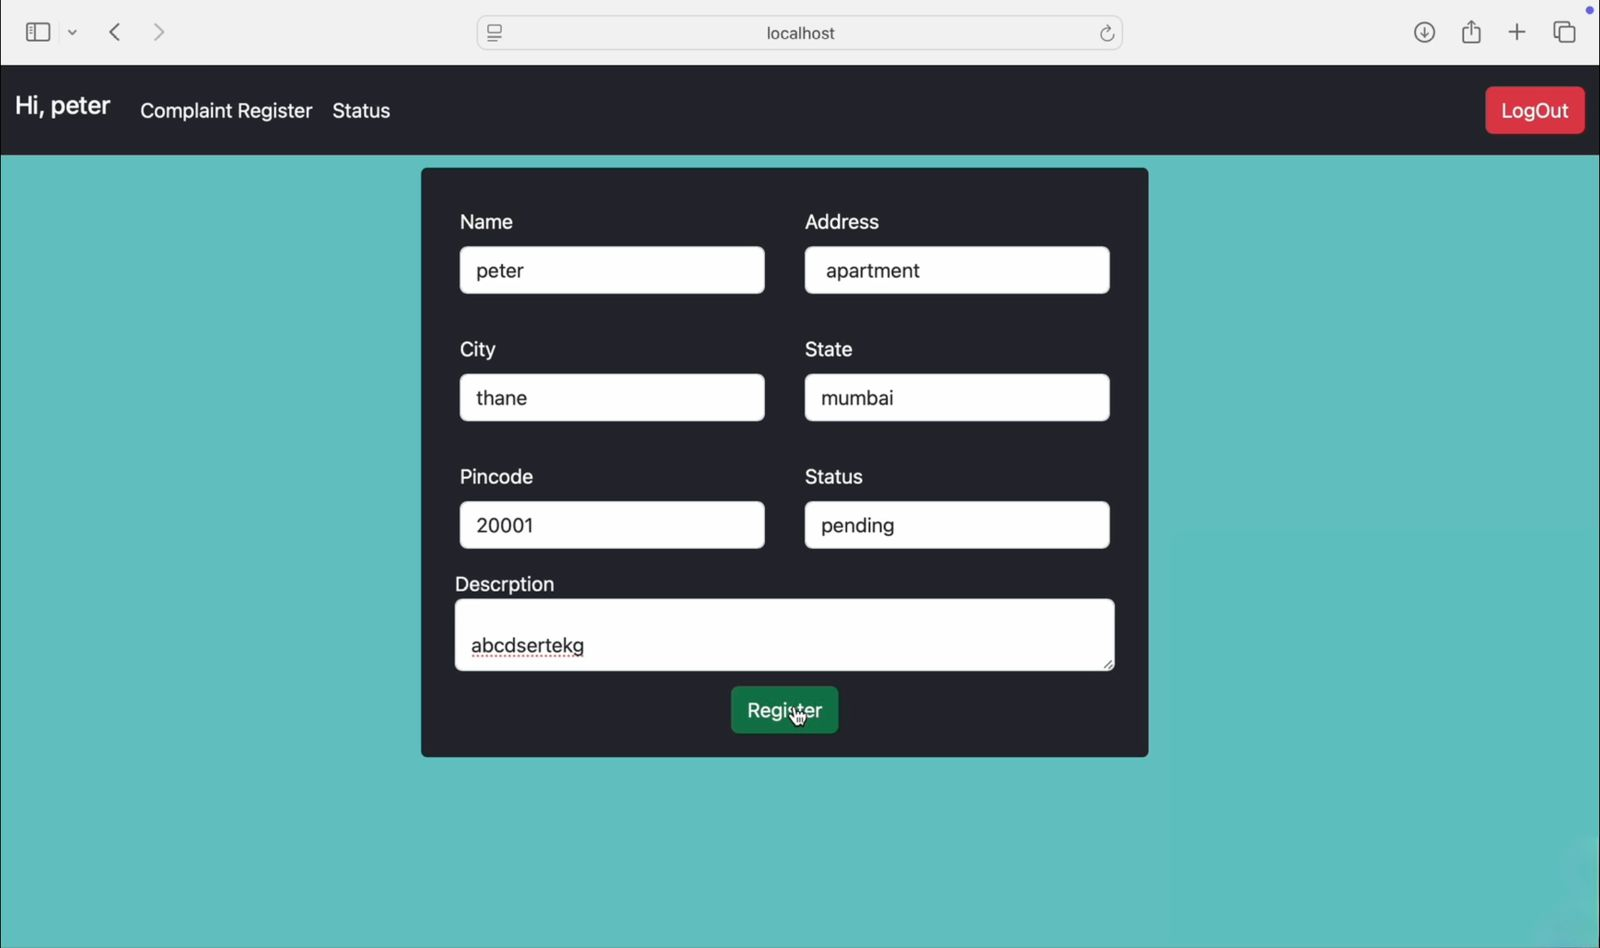 localhost
Hi, peter Complaint Register Status LogOut
Name Address
peter apartment
City State
thane mumbai
Pincode Status
20001 pending
Descrption
abcdsertekg
Register